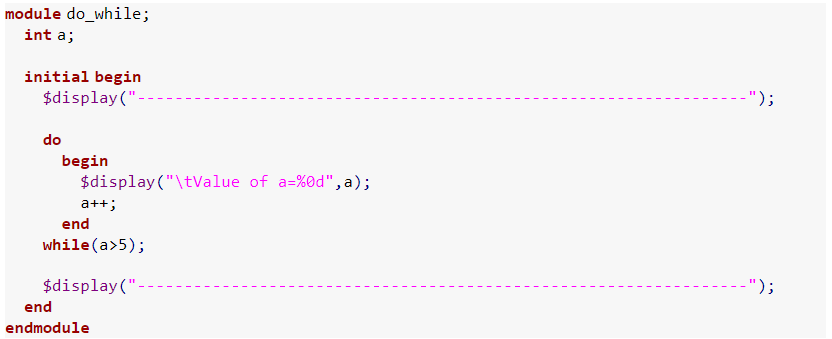 module do_while;
  int a;

  initial begin
    $display("-----------------------------------------------------------------");

    do
      begin
        $display("\tValue of a=%0d",a);
        a++;
      end
    while(a>5);

    $display("-----------------------------------------------------------------");
  end
endmodule